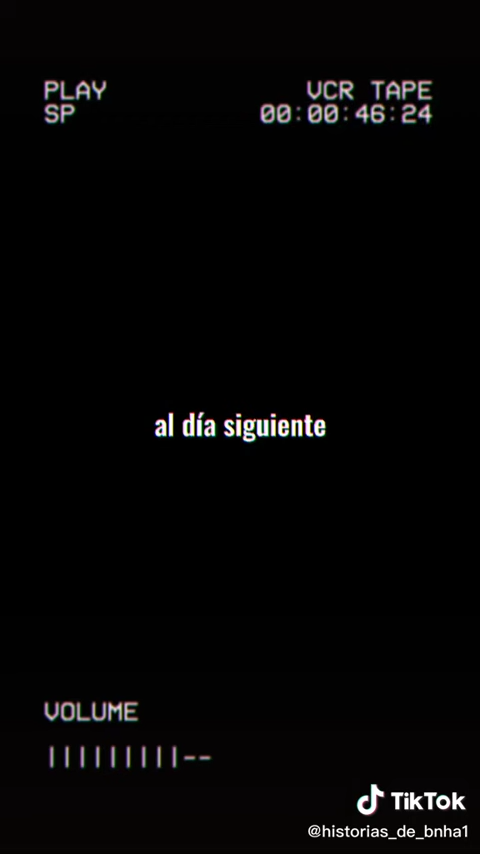 PLAY
VCR TAPE
SP
00:00:46:24
al día siguiente
VOLUME
|||||||||--
TikTok
@historias_de_bnha1